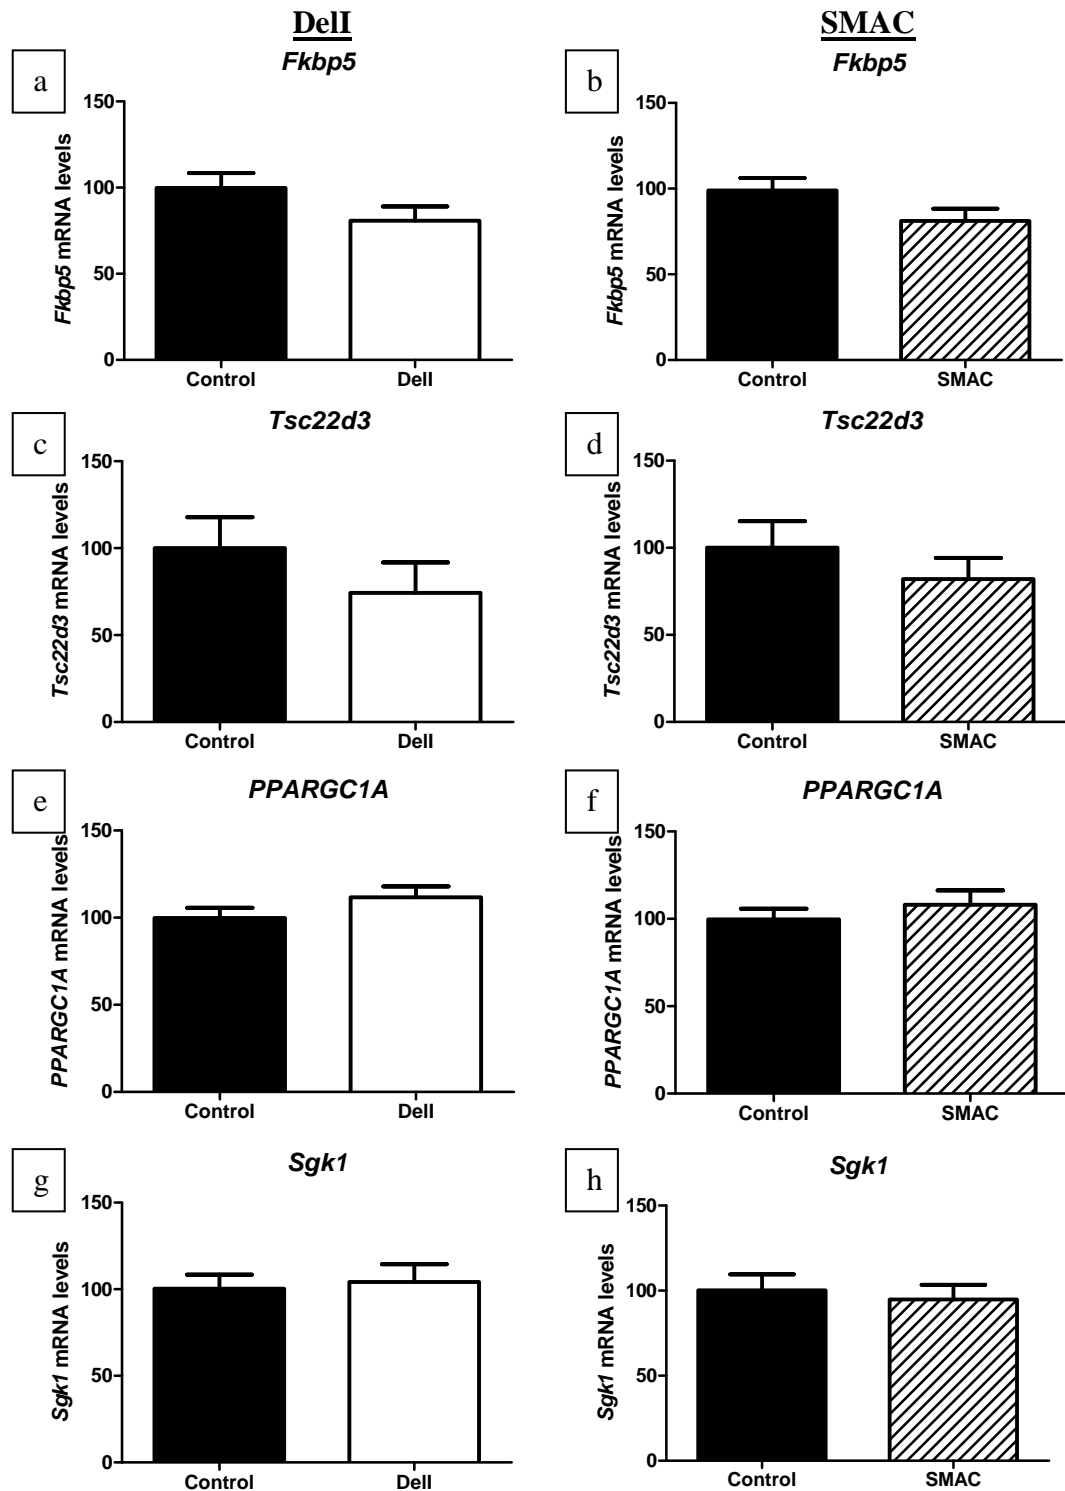 DelI SMAC
Fkbp5 Fkbp5
a b
150 150
100 100
50 50
0 0
Fkbp5 mRNA levels Fkbp5 mRNA levels
Control DelI Control SMAC
Tsc22d3 Tsc22d3
c d
150 150
100 100
50 50
0 0
Tsc22d3 mRNA levels Tsc22d3 mRNA levels
Control DelI Control SMAC
PPARGC1A PPARGC1A
e f
150 150
100 100
50 50
0 0
PPARGC1A mRNA levels PPARGC1A mRNA levels
Control DelI Control SMAC
Sgk1 Sgk1
g h
150 150
100 100
50 50
0 0
Sgk1 mRNA levels Sgk1 mRNA levels
Control DelI Control SMAC